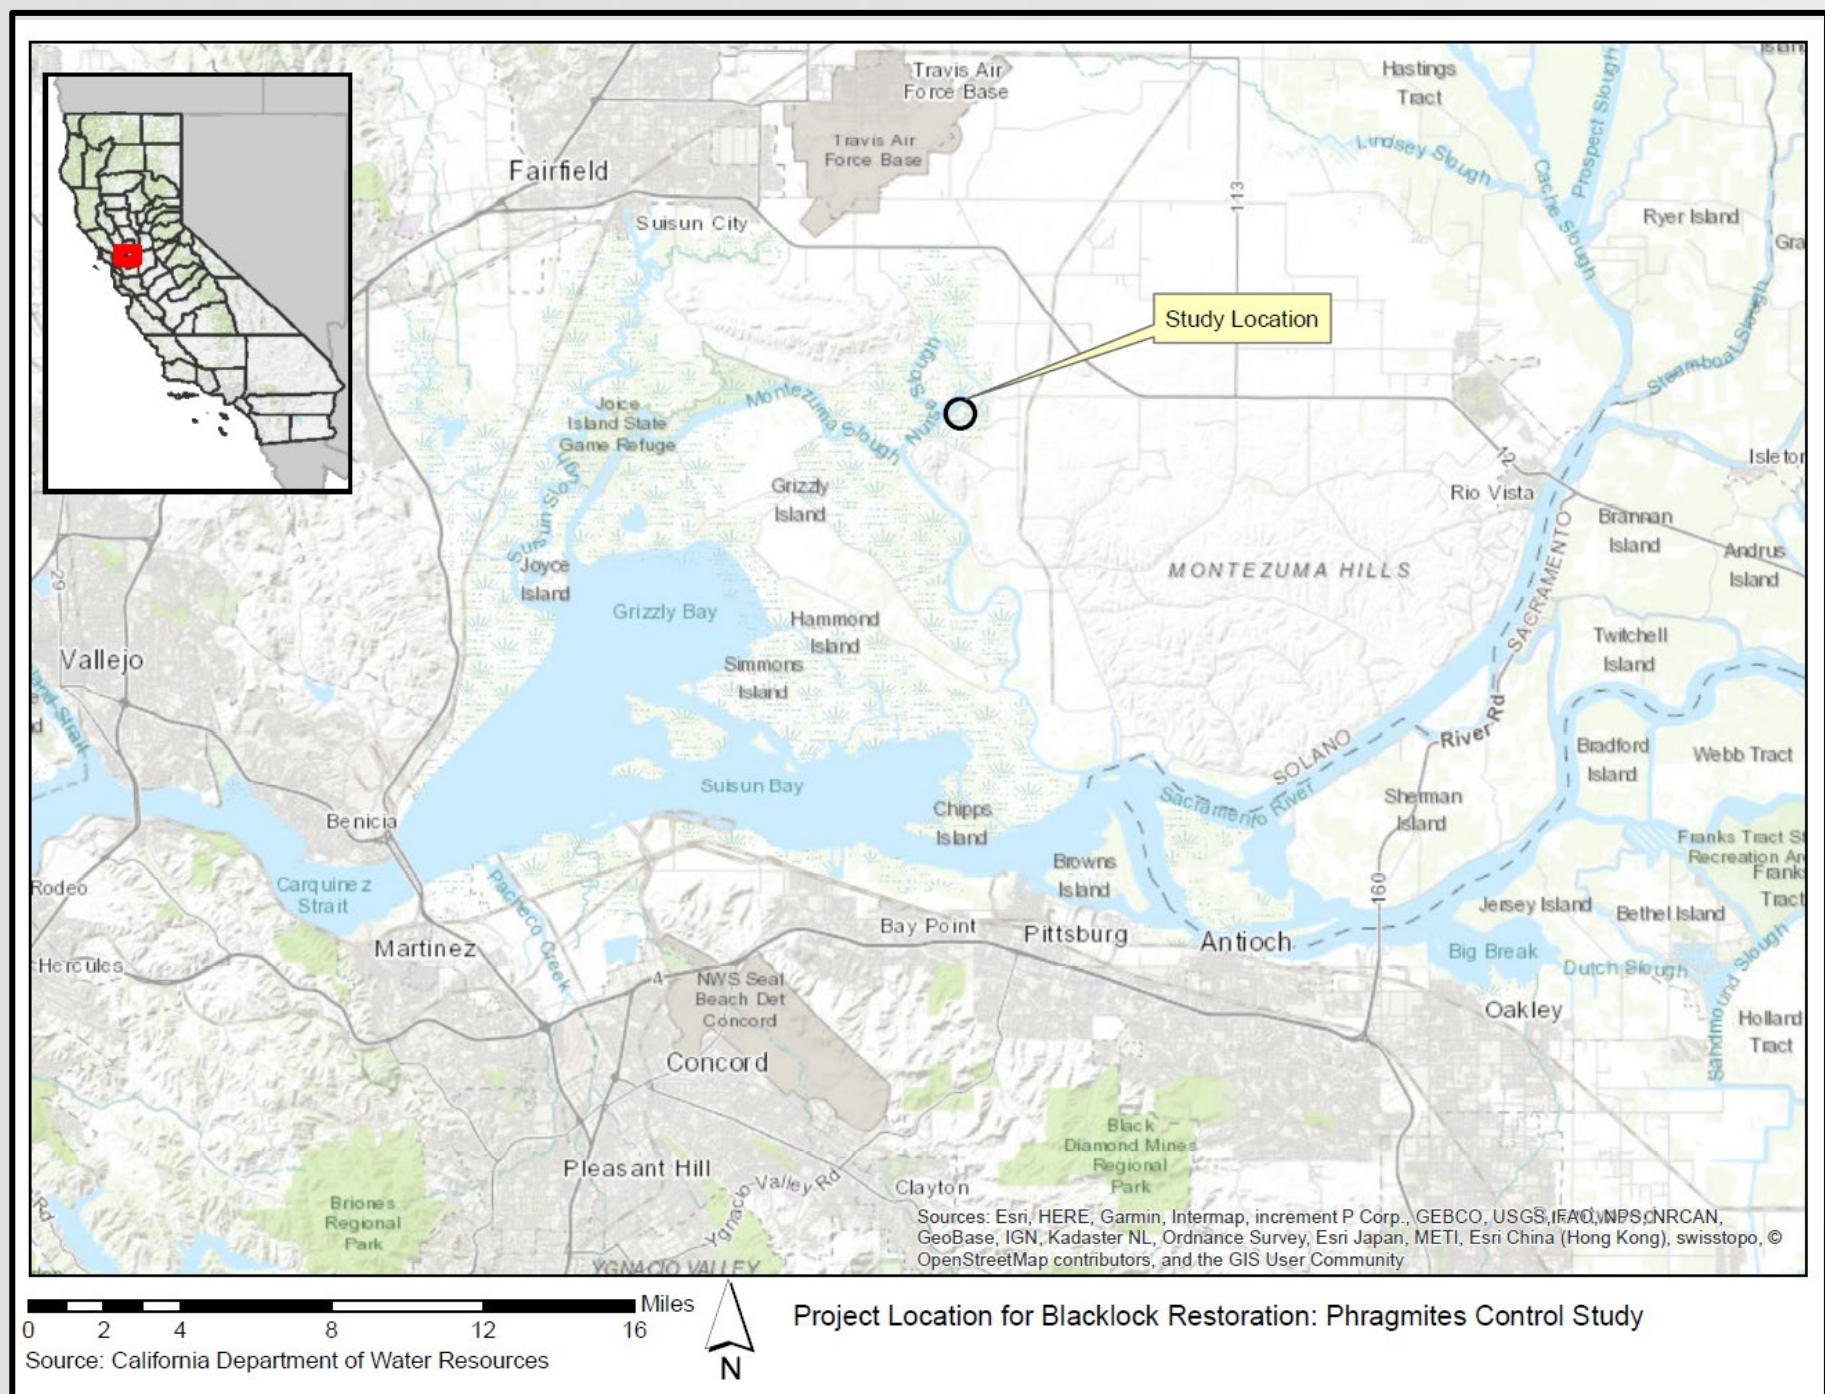 Travis Air
Force Base
Hastings
Tract
Prospect Slough
Travis Air
Force Base
Lindsey Slough
Cache Slough
Fairfield
113
Ryer Island
Suisun City
Study Location
Steamboat Slough
Nurse Slough
Montezuma Slough
Joice
Island State
Game Refuge
12
Grizzly
Island
Rio Vista
Brannan
Island
Andrus
Island
Suisun Slough
Joyce
Island
29
MONTEZUMA HILLS
SACRAMENTO
Grizzly Bay
Hammond
Island
Twitchell
Island
Vallejo
Simmons
Island
River Rd
SOLANO
Bradford
Island
Webb Tract
Suisun Bay
Sacramento River
Chipps
Island
Sherman
Island
Benicia
Browns
Island
Franks Tract St
Recreation Are
Franks
Tract
Rodeo
Carquinez
Strait
Pacheco Creek
160
Jersey Island
Bethel Island
Bay Point
Pittsburg
Antioch
Martinez
Big Break
Dutch Slough
Sandmound Slough
Hercules
4
NWS Seal
Beach Det
Concord
Oakley
Holland
Tract
Concord
Black
Diamond Mines
Regional
Park
Pleasant Hill
Ygnacio Valley Rd
Clayton
Briones
Regional
Park
Rd
YGNACIO VALLEY
Sources: Esri, HERE, Garmin, Intermap, increment P Corp., GEBCO, USGS, FAO, NPS, NRCAN,
GeoBase, IGN, Kadaster NL, Ordnance Survey, Esri Japan, METI, Esri China (Hong Kong), swisstopo, ©
OpenStreetMap contributors, and the GIS User Community
Miles
0 2 4 8 12 16
Source: California Department of Water Resources
N
Project Location for Blacklock Restoration: Phragmites Control Study